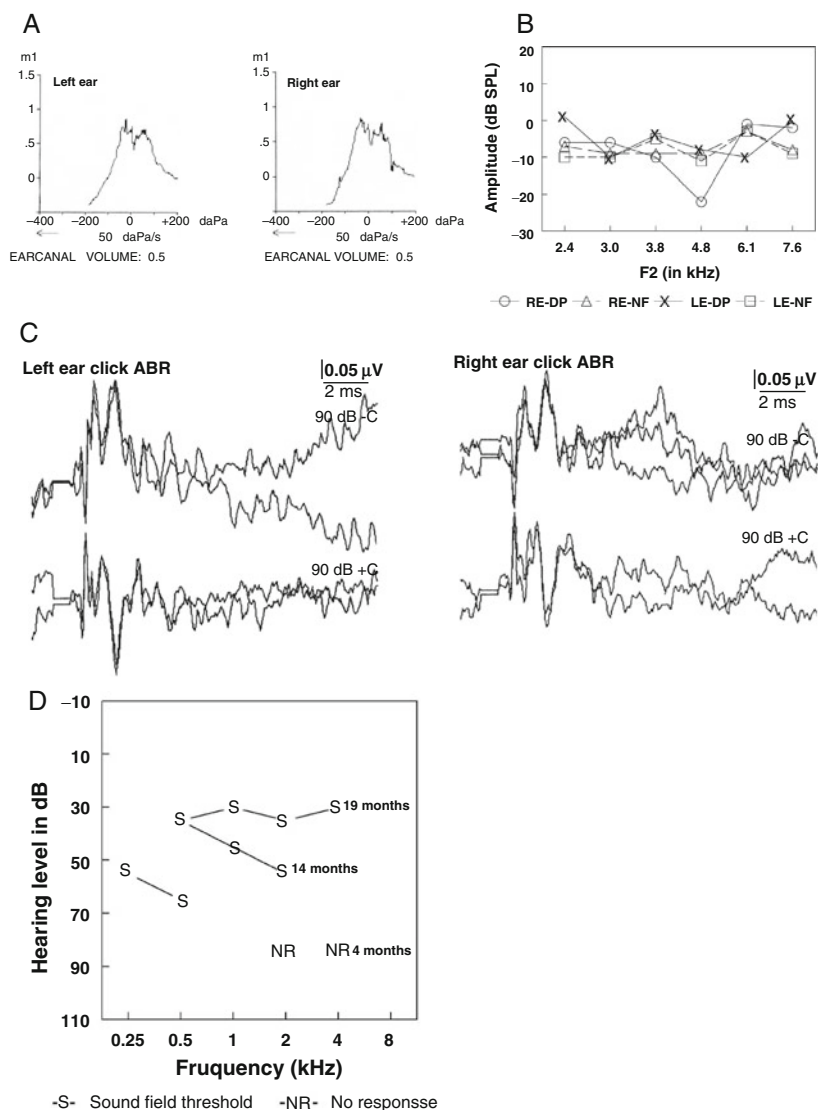 A
m1
1.5
Left ear
1
0.5
0
−400 −200 0 +200 daPa
50 daPa/s
EARCANAL VOLUME: 0.5
m1
1.5
Right ear
1
0.5
0
−400 −200 0 +200 daPa
50 daPa/s
EARCANAL VOLUME: 0.5
B
Amplitude (dB SPL)
20
10
0
−10
−20
−30
2.4 3.0 3.8 4.8 6.1 7.6
F2 (in kHz)
RE-DP RE-NF LE-DP LE-NF
C
Left ear click ABR
0.05 µV
2 ms
90 dB -C
90 dB +C
Right ear click ABR
0.05 µV
2 ms
90 dB -C
90 dB +C
D
Hearing level in dB
−10
10
30
50
70
90
110
S S S S 19 months
S S 14 months
S S
NR NR 4 months
0.25 0.5 1 2 4 8
Fruquency (kHz)
-S- Sound field threshold -NR- No responsse